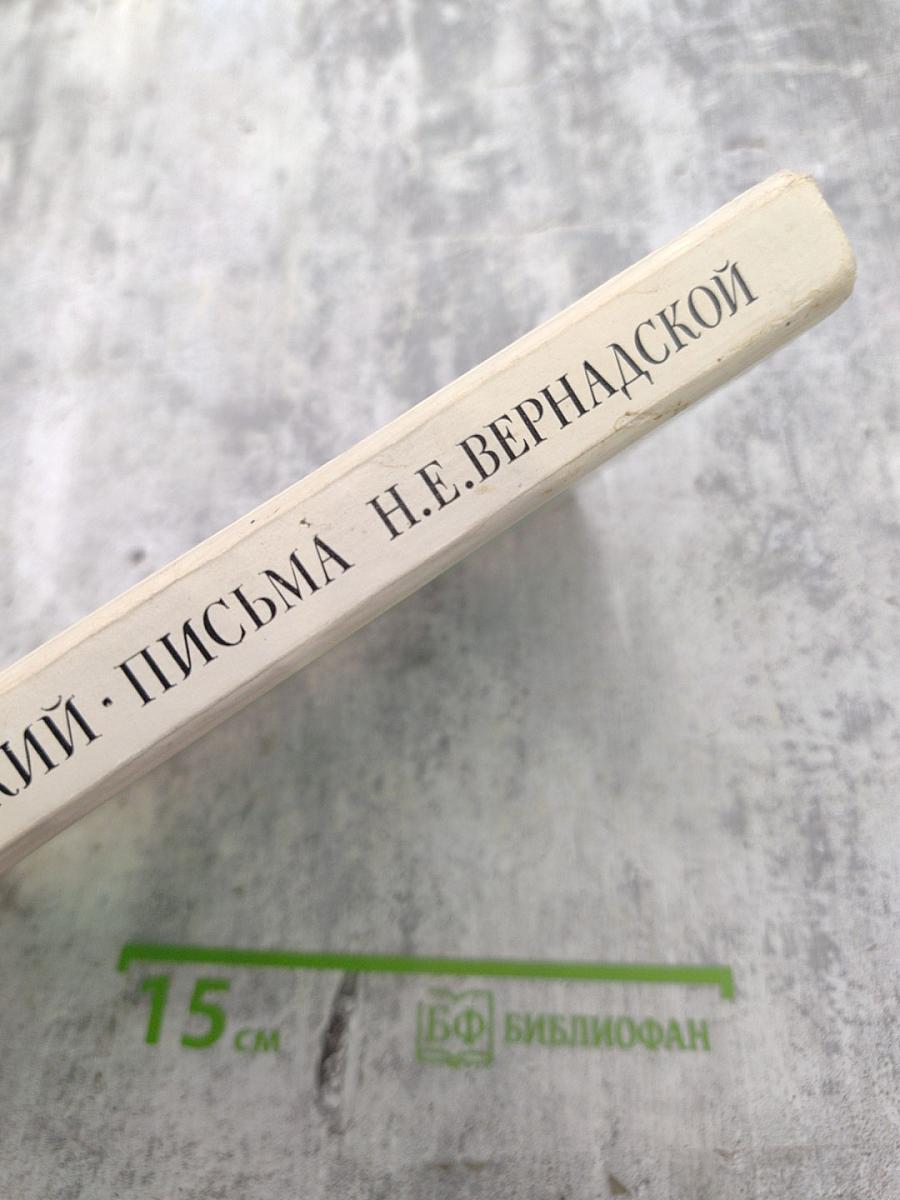 КИЙ · ПИСЬМА Н.Е.ВЕРНАДСКОЙ
15 см
БФ БИБЛИОФАН